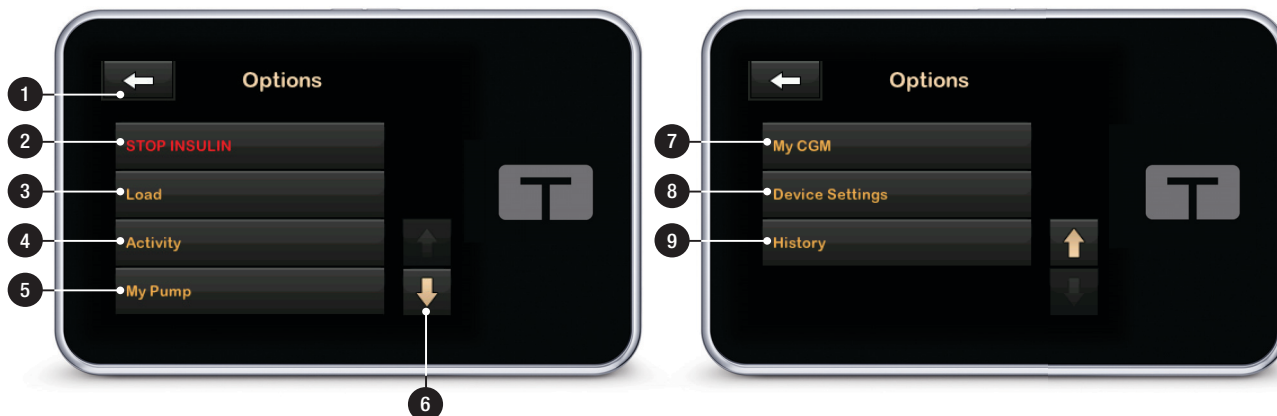 Options
1
2 STOP INSULIN
3 Load
4 Activity
5 My Pump
6
Options
7 My CGM
8 Device Settings
9 History